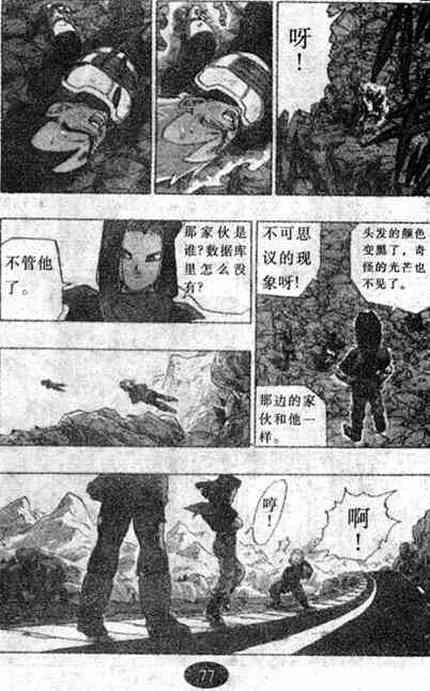 呀！
头发的颜色
变黑了，奇
怪的光芒也
不见了。
不可思
议的现
象呀！
那边的家
伙和他一
样。
那家伙是
谁？数据库
里怎么没
有？
不管他
了。
啊！
哼！
77